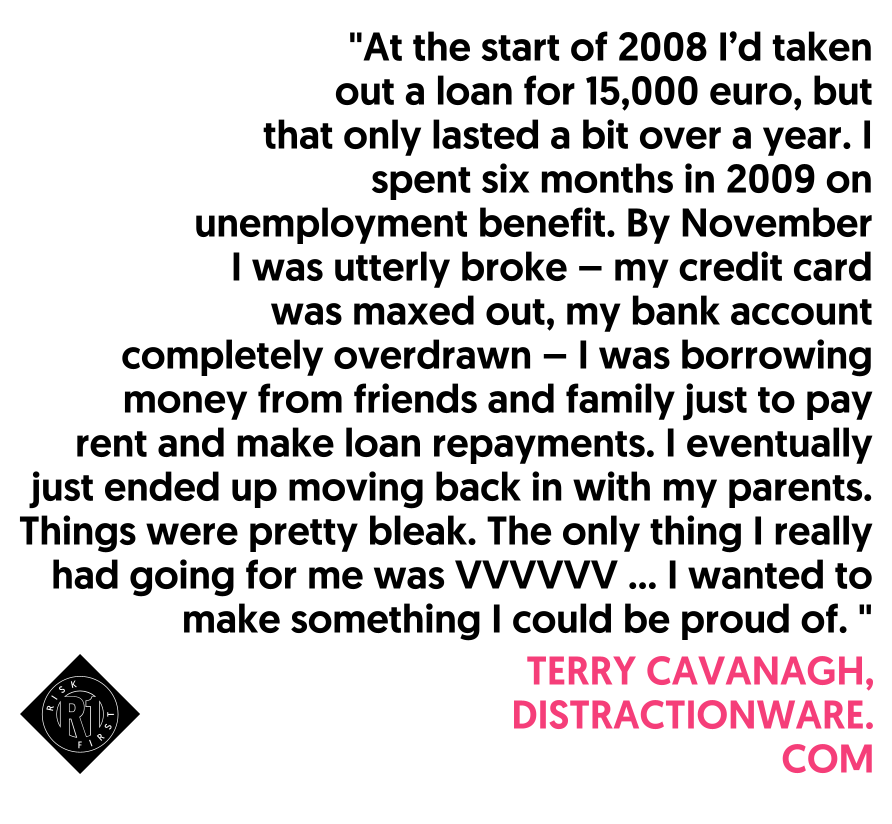 "At the start of 2008 I’d taken
out a loan for 15,000 euro, but
that only lasted a bit over a year. I
spent six months in 2009 on
unemployment benefit. By November
I was utterly broke – my credit card
was maxed out, my bank account
completely overdrawn – I was borrowing
money from friends and family just to pay
rent and make loan repayments. I eventually
just ended up moving back in with my parents.
Things were pretty bleak. The only thing I really
had going for me was VVVVVV ... I wanted to
make something I could be proud of. "
TERRY CAVANAGH,
DISTRACTIONWARE.
COM
RISK
R1
FIRST